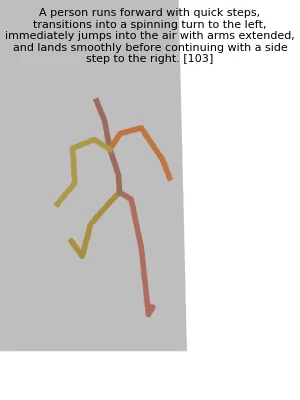 A person runs forward with quick steps,
transitions into a spinning turn to the left,
immediately jumps into the air with arms extended,
and lands smoothly before continuing with a side
step to the right. [103]